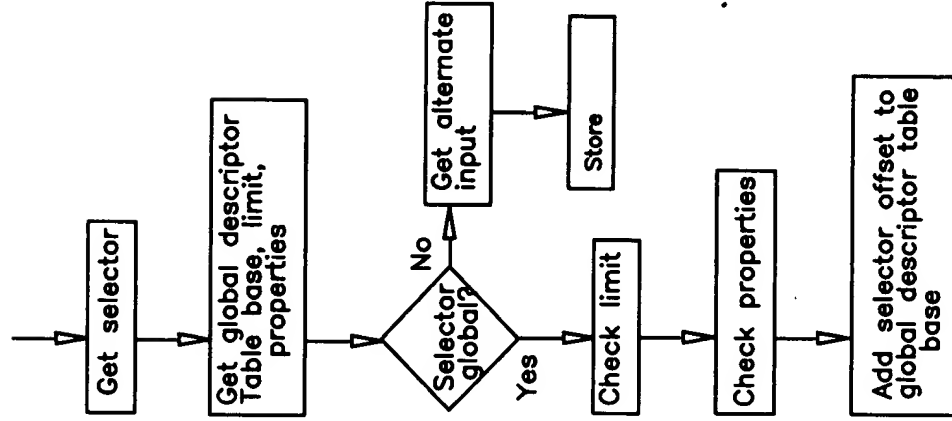 Get selector
Get global descriptor
Table base, limit,
properties
Selector
global?
No
Get alternate
input
Store
Yes
Check limit
Check properties
Add selector offset to
global descriptor table
base